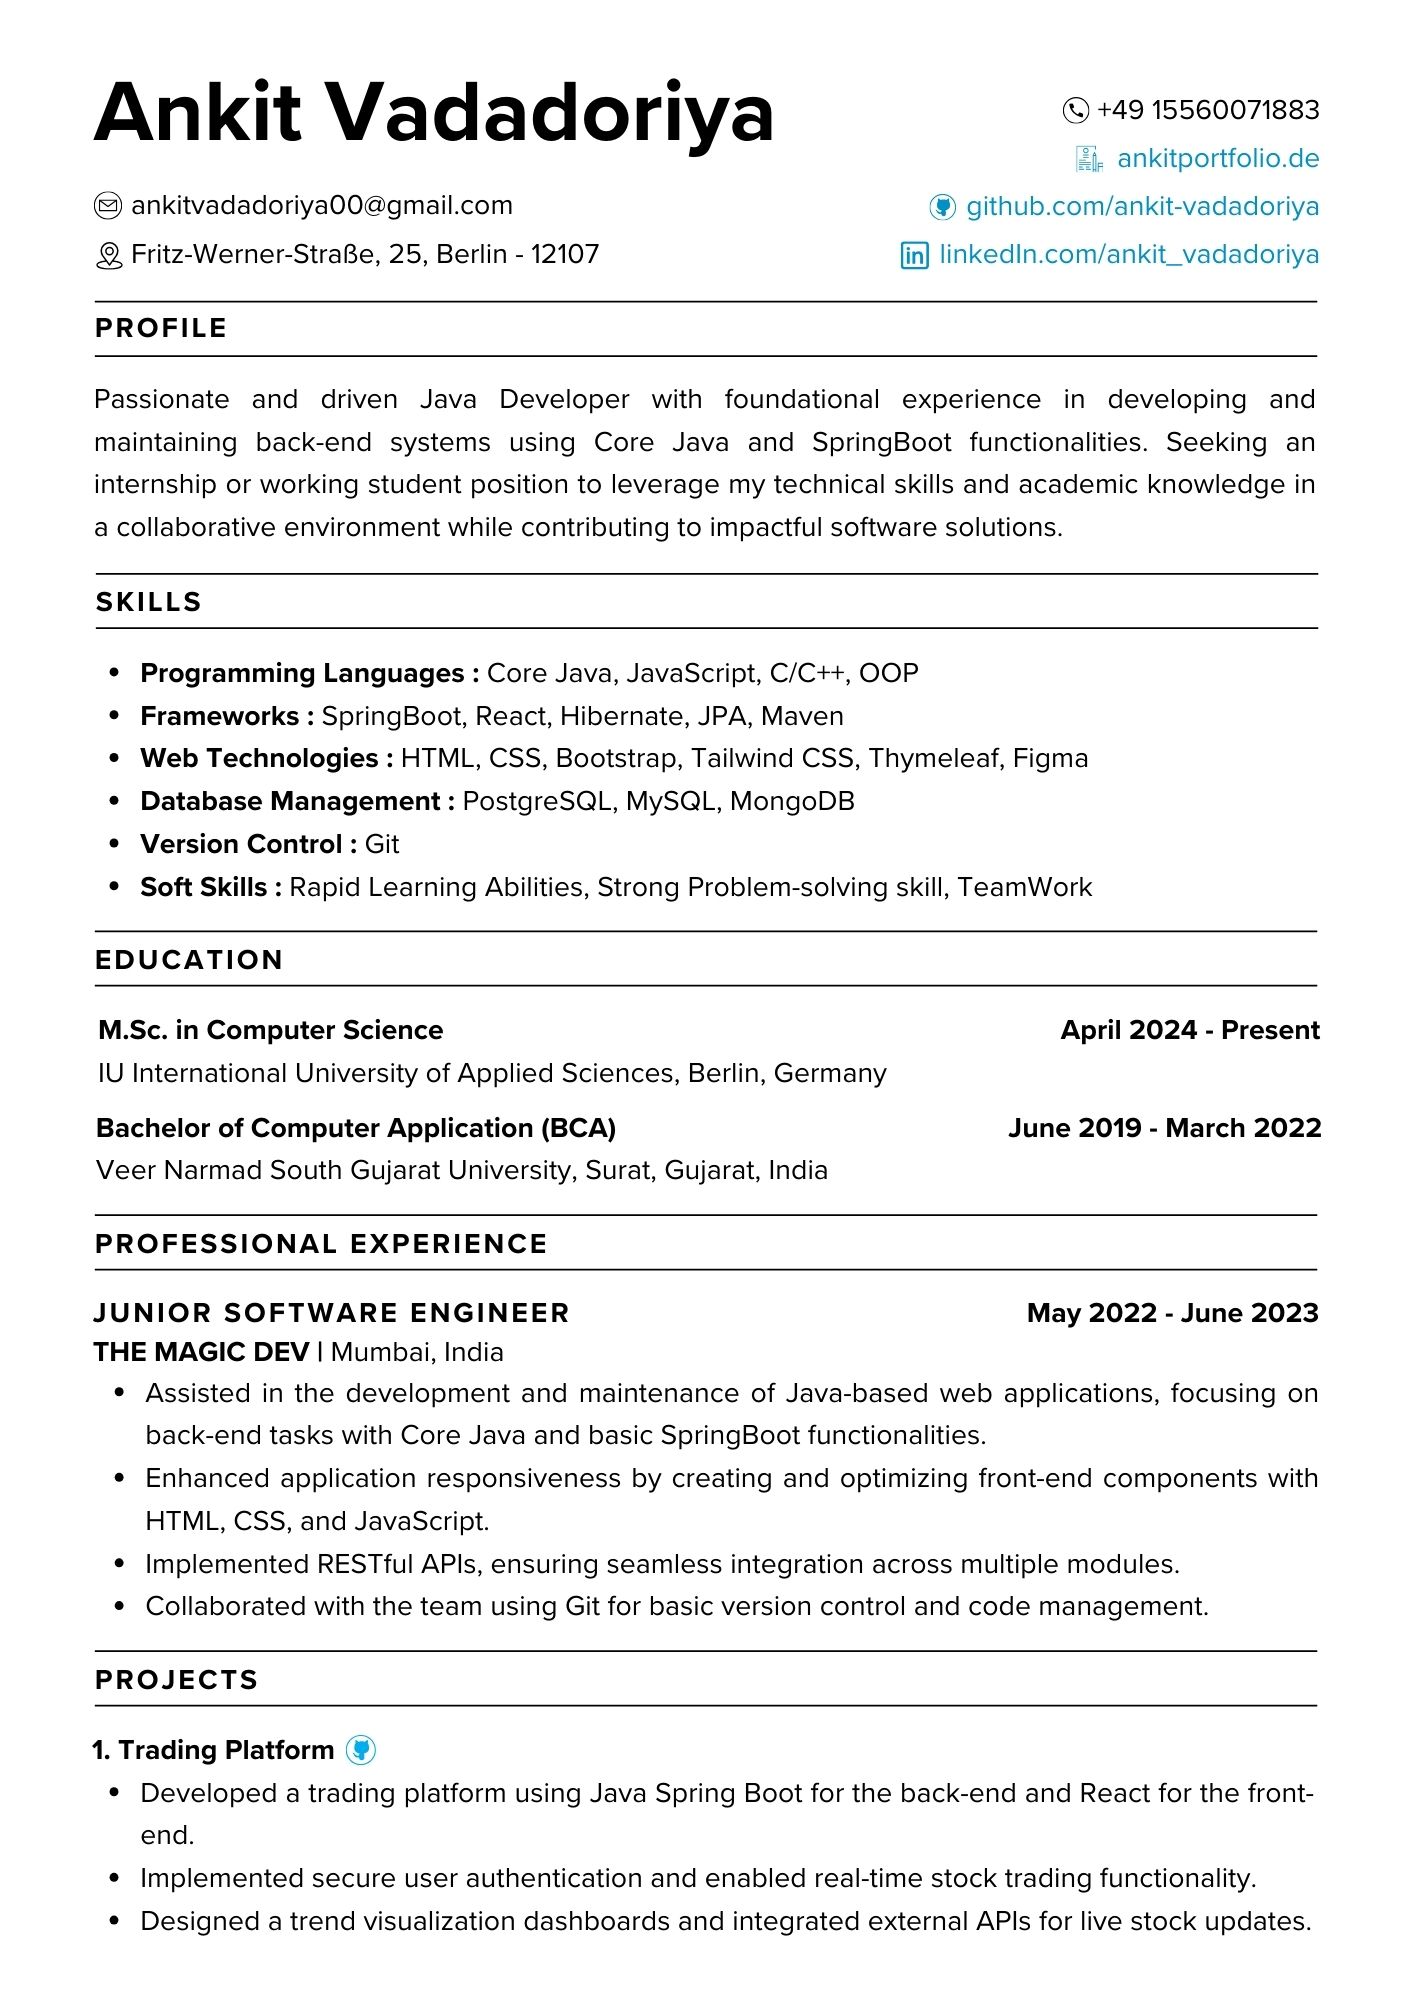 Ankit Vadadoriya
+49 15560071883
ankitportfolio.de
ankitvadadoriya00@gmail.com
github.com/ankit-vadadoriya
Fritz-Werner-Straße, 25, Berlin - 12107
linkedIn.com/ankit_vadadoriya
PROFILE
Passionate and driven Java Developer with foundational experience in developing and
maintaining back-end systems using Core Java and SpringBoot functionalities. Seeking an
internship or working student position to leverage my technical skills and academic knowledge in
a collaborative environment while contributing to impactful software solutions.
SKILLS
• Programming Languages : Core Java, JavaScript, C/C++, OOP
• Frameworks : SpringBoot, React, Hibernate, JPA, Maven
• Web Technologies : HTML, CSS, Bootstrap, Tailwind CSS, Thymeleaf, Figma
• Database Management : PostgreSQL, MySQL, MongoDB
• Version Control : Git
• Soft Skills : Rapid Learning Abilities, Strong Problem-solving skill, TeamWork
EDUCATION
M.Sc. in Computer Science April 2024 - Present
IU International University of Applied Sciences, Berlin, Germany
Bachelor of Computer Application (BCA) June 2019 - March 2022
Veer Narmad South Gujarat University, Surat, Gujarat, India
PROFESSIONAL EXPERIENCE
JUNIOR SOFTWARE ENGINEER May 2022 - June 2023
THE MAGIC DEV | Mumbai, India
• Assisted in the development and maintenance of Java-based web applications, focusing on
back-end tasks with Core Java and basic SpringBoot functionalities.
• Enhanced application responsiveness by creating and optimizing front-end components with
HTML, CSS, and JavaScript.
• Implemented RESTful APIs, ensuring seamless integration across multiple modules.
• Collaborated with the team using Git for basic version control and code management.
PROJECTS
1. Trading Platform
• Developed a trading platform using Java Spring Boot for the back-end and React for the front-
end.
• Implemented secure user authentication and enabled real-time stock trading functionality.
• Designed a trend visualization dashboards and integrated external APIs for live stock updates.